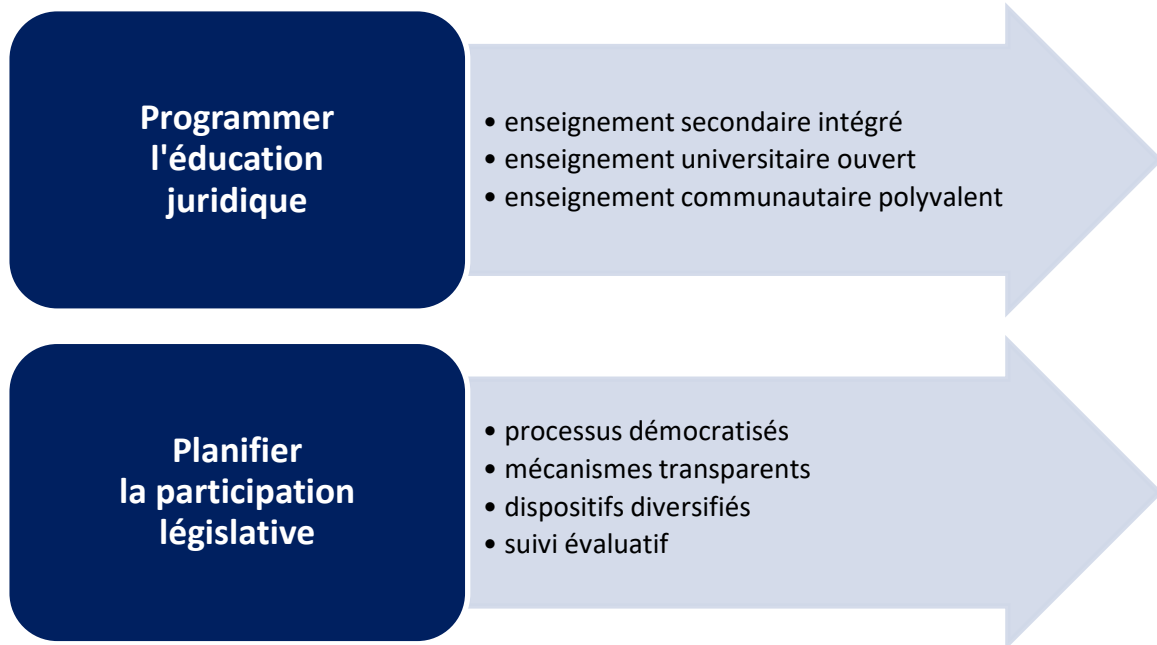 Programmer
l'éducation
juridique
• enseignement secondaire intégré
• enseignement universitaire ouvert
• enseignement communautaire polyvalent
Planifier
la participation
législative
• processus démocratisés
• mécanismes transparents
• dispositifs diversifiés
• suivi évaluatif